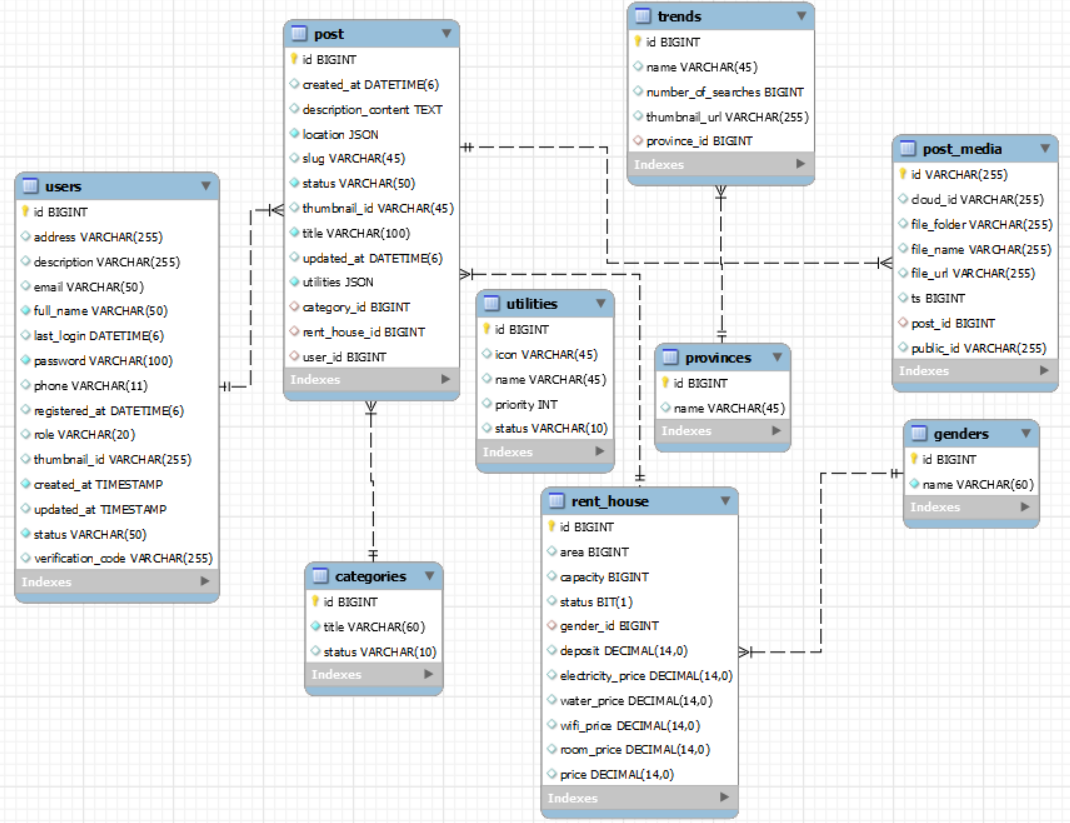 post
id BIGINT
created_at DATETIME(6)
description_content TEXT
location JSON
slug VARCHAR(45)
status VARCHAR(50)
thumbnail_id VARCHAR(45)
title VARCHAR(100)
updated_at DATETIME(6)
utilities JSON
category_id BIGINT
rent_house_id BIGINT
user_id BIGINT
Indexes
trends
id BIGINT
name VARCHAR(45)
number_of_searches BIGINT
thumbnail_url VARCHAR(255)
province_id BIGINT
Indexes
post_media
id VARCHAR(255)
cloud_id VARCHAR(255)
file_folder VARCHAR(255)
file_name VARCHAR(255)
file_url VARCHAR(255)
ts BIGINT
post_id BIGINT
public_id VARCHAR(255)
Indexes
users
id BIGINT
address VARCHAR(255)
description VARCHAR(255)
email VARCHAR(50)
full_name VARCHAR(50)
last_login DATETIME(6)
password VARCHAR(100)
phone VARCHAR(11)
registered_at DATETIME(6)
role VARCHAR(20)
thumbnail_id VARCHAR(255)
created_at TIMESTAMP
updated_at TIMESTAMP
status VARCHAR(50)
verification_code VARCHAR(255)
Indexes
utilities
id BIGINT
icon VARCHAR(45)
name VARCHAR(45)
priority INT
status VARCHAR(10)
Indexes
provinces
id BIGINT
name VARCHAR(45)
Indexes
genders
id BIGINT
name VARCHAR(60)
Indexes
categories
id BIGINT
title VARCHAR(60)
status VARCHAR(10)
Indexes
rent_house
id BIGINT
area BIGINT
capacity BIGINT
status BIT(1)
gender_id BIGINT
deposit DECIMAL(14,0)
electricity_price DECIMAL(14,0)
water_price DECIMAL(14,0)
wifi_price DECIMAL(14,0)
room_price DECIMAL(14,0)
price DECIMAL(14,0)
Indexes